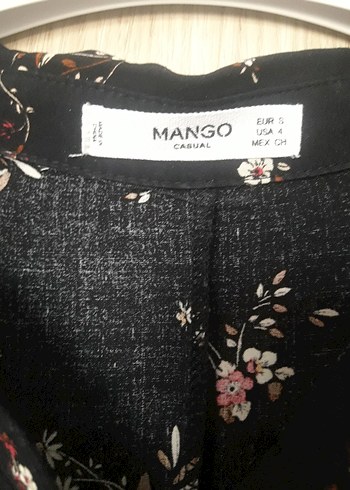 MANGO
CASUAL
EUR S
USA 4
MEX CH